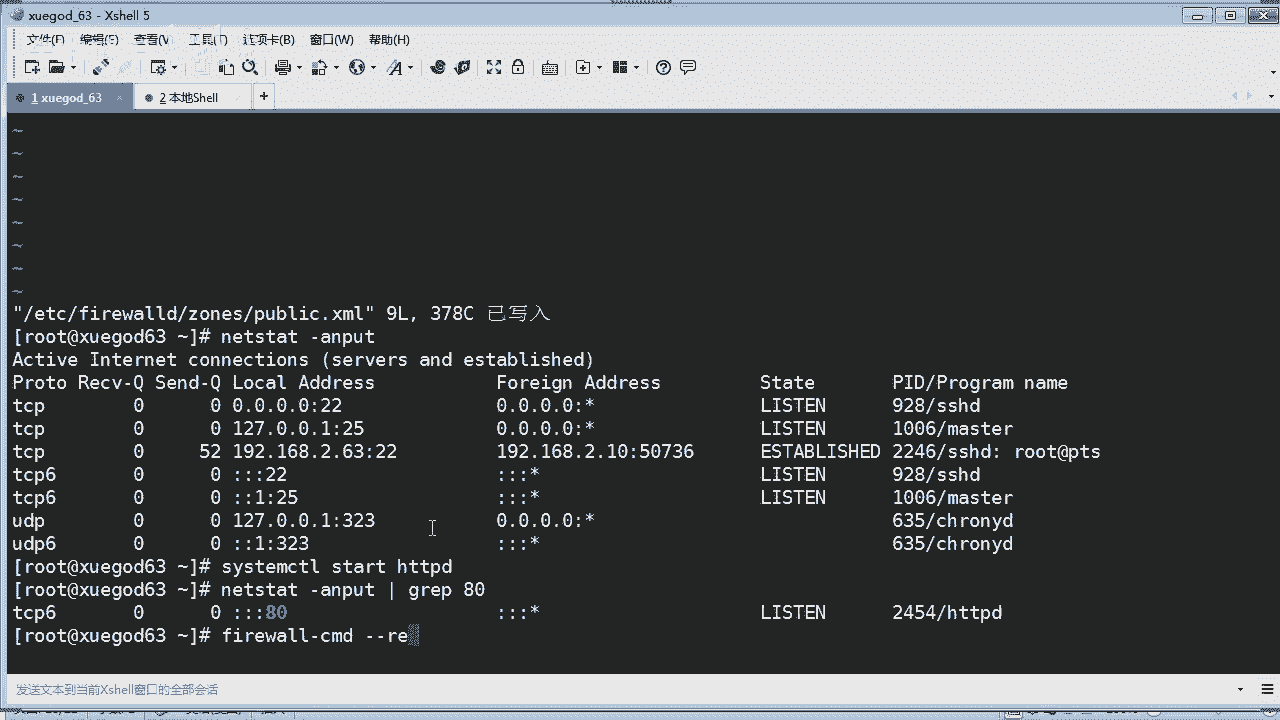 xuegod_63 - Xshell 5
文件(F) 编辑(E) 查看(V) 工具(T) 选项卡(B) 窗口(W) 帮助(H)
1 xuegod_63 × 2 本地Shell +
~
~
~
~
~
~
~
~
"/etc/firewalld/zones/public.xml" 9L, 378C 已写入
[root@xuegod63 ~]# netstat -anput
Active Internet connections (servers and established)
Proto Recv-Q Send-Q Local Address Foreign Address State PID/Program name
tcp 0 0 0.0.0.0:22 0.0.0.0:* LISTEN 928/sshd
tcp 0 0 127.0.0.1:25 0.0.0.0:* LISTEN 1006/master
tcp 0 52 192.168.2.63:22 192.168.2.10:50736 ESTABLISHED 2246/sshd: root@pts
tcp6 0 0 :::22 :::* LISTEN 928/sshd
tcp6 0 0 ::1:25 :::* LISTEN 1006/master
udp 0 0 127.0.0.1:323 0.0.0.0:* 635/chronyd
udp6 0 0 ::1:323 :::* 635/chronyd
[root@xuegod63 ~]# systemctl start httpd
[root@xuegod63 ~]# netstat -anput | grep 80
tcp6 0 0 :::80 :::* LISTEN 2454/httpd
[root@xuegod63 ~]# firewall-cmd --re
发送文本到当前Xshell窗口的全部会话